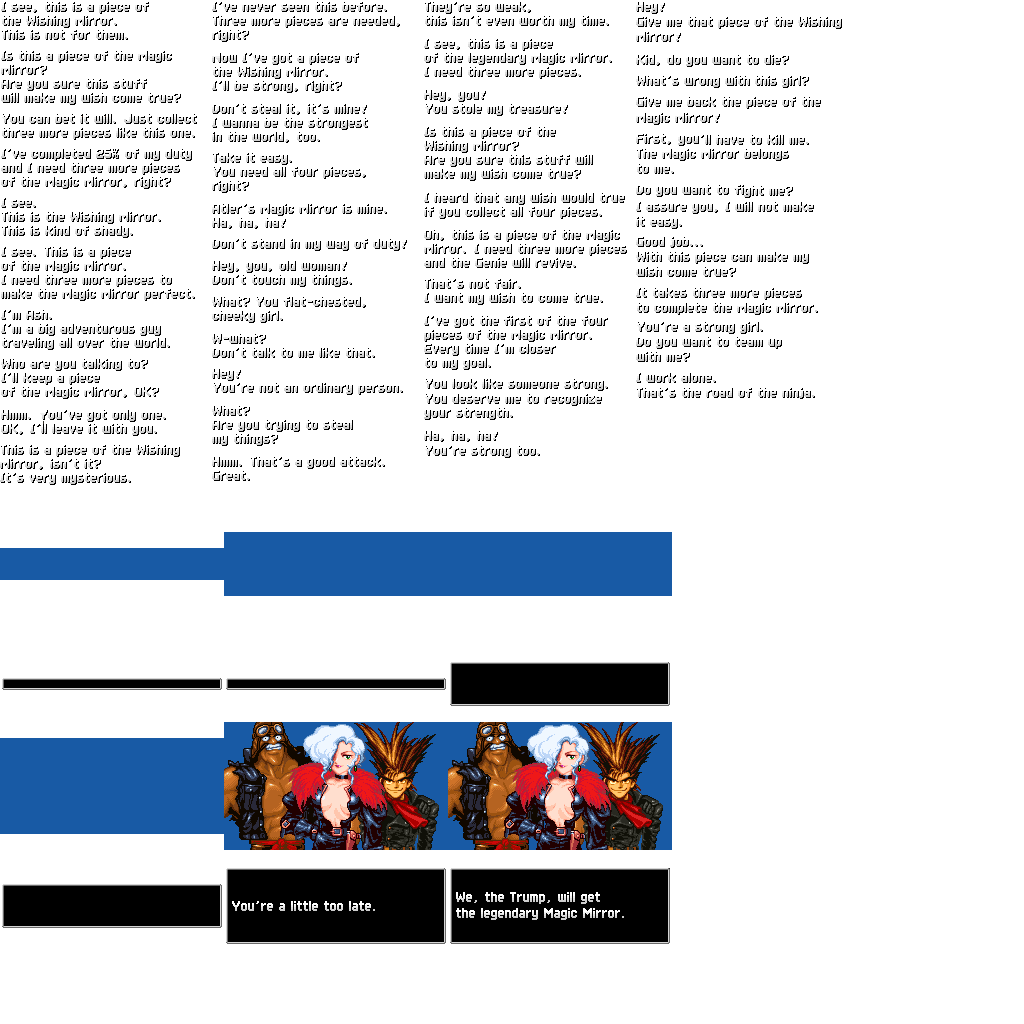 I see, this is a piece of
the Wishing Mirror.
This is not for them.
Is this a piece of the Magic
Mirror?
Are you sure this stuff
will make my wish come true?
You can bet it will. Just collect
three more pieces like this one.
I've completed 25% of my duty
and I need three more pieces
of the Magic Mirror, right?
I see.
This is the Wishing Mirror.
This is kind of shady.
I see. This is a piece
of the Magic Mirror.
I need three more pieces to
make the Magic Mirror perfect.
I'm Ash.
I'm a big adventurous guy
traveling all over the world.
Who are you talking to?
I'll keep a piece
of the Magic Mirror, OK?
Hmm. You've got only one.
OK, I'll leave it with you.
This is a piece of the Wishing
Mirror, isn't it?
It's very mysterious.
I've never seen this before.
Three more pieces are needed,
right?
Now I've got a piece of
the Wishing Mirror.
I'll be strong, right?
Don't steal it, it's mine!
I wanna be the strongest
in the world, too.
Take it easy.
You need all four pieces,
right?
Atler's Magic Mirror is mine.
Ha, ha, ha!
Don't stand in my way of duty!
Hey, you, old woman!
Don't touch my things.
What? You flat-chested,
cheeky girl.
W-what?
Don't talk to me like that.
Hey!
You're not an ordinary person.
What?
Are you trying to steal
my things?
Hmm. That's a good attack.
Great.
They're so weak,
this isn't even worth my time.
I see, this is a piece
of the legendary Magic Mirror.
I need three more pieces.
Hey, you!
You stole my treasure!
Is this a piece of the
Wishing Mirror?
Are you sure this stuff will
make my wish come true?
I heard that any wish would true
if you collect all four pieces.
Oh, this is a piece of the Magic
Mirror. I need three more pieces
and the Genie will revive.
That's not fair.
I want my wish to come true.
I've got the first of the four
pieces of the Magic Mirror.
Every time I'm closer
to my goal.
You look like someone strong.
You deserve me to recognize
your strength.
Ha, ha, ha!
You're strong too.
Hey!
Give me that piece of the Wishing
Mirror!
Kid, do you want to die?
What's wrong with this girl?
Give me back the piece of the
Magic Mirror!
First, you'll have to kill me.
The Magic Mirror belongs
to me.
Do you want to fight me?
I assure you, I will not make
it easy.
Good job...
With this piece can make my
wish come true?
It takes three more pieces
to complete the Magic Mirror.
You're a strong girl.
Do you want to team up
with me?
I work alone.
That's the road of the ninja.
You're a little too late.
We, the Trump, will get
the legendary Magic Mirror.